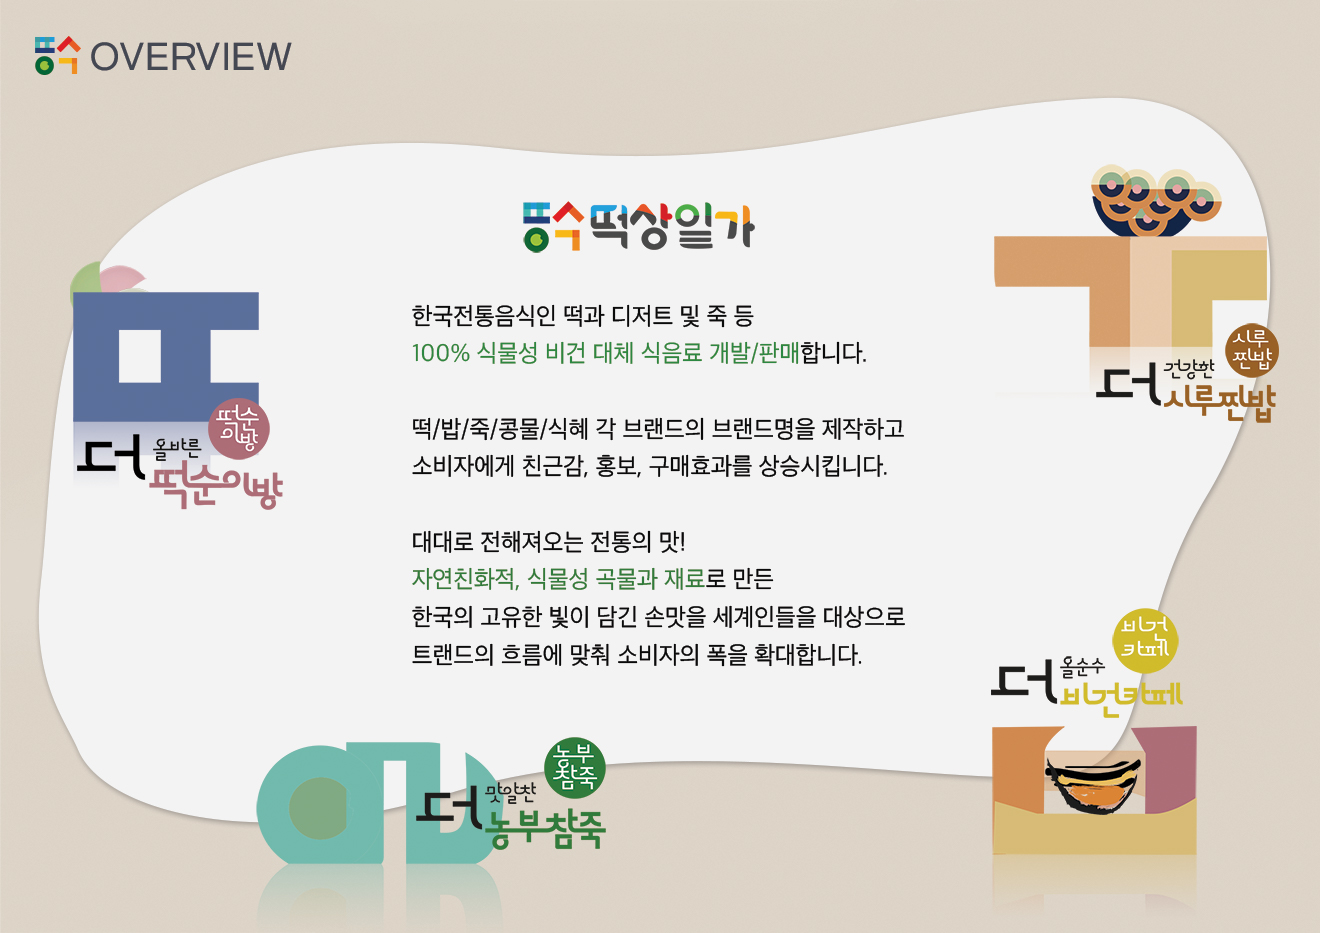 풍수 OVERVIEW
풍수떡상일가
한국전통음식인 떡과 디저트 및 죽 등
100% 식물성 비건 대체 식음료 개발/판매합니다.
떡/밥/죽/콩물/식혜 각 브랜드의 브랜드명을 제작하고
소비자에게 친근감, 홍보, 구매효과를 상승시킵니다.
대대로 전해져오는 전통의 맛!
자연친화적, 식물성 곡물과 재료로 만든
한국의 고유한 빛이 담긴 손맛을 세계인들을 대상으로
트랜드의 흐름에 맞춰 소비자의 폭을 확대합니다.
떡순
이방
더 올바른
떡순이방
시루
찐밥
더 건강한
시루찐밥
비건
카페
더 올순수
비건카페
농부
참죽
더 맛알찬
농부참죽